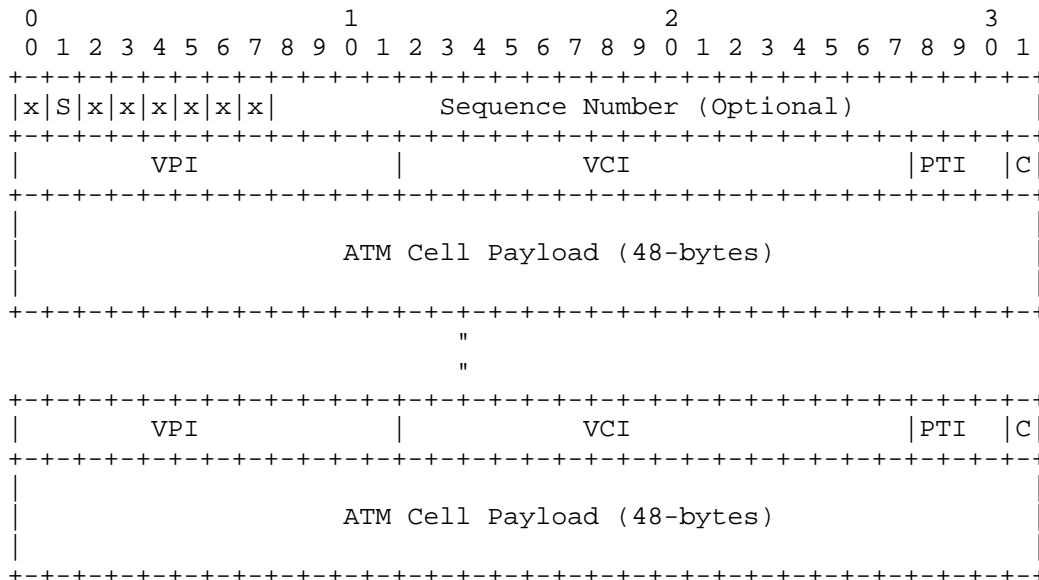 0                   1                   2                   3
 0 1 2 3 4 5 6 7 8 9 0 1 2 3 4 5 6 7 8 9 0 1 2 3 4 5 6 7 8 9 0 1
+-+-+-+-+-+-+-+-+-+-+-+-+-+-+-+-+-+-+-+-+-+-+-+-+-+-+-+-+-+-+-+-+
|x|S|x|x|x|x|x|x|          Sequence Number (Optional)           |
+-+-+-+-+-+-+-+-+-+-+-+-+-+-+-+-+-+-+-+-+-+-+-+-+-+-+-+-+-+-+-+-+
|        VPI            |           VCI                 |PTI  |C|
+-+-+-+-+-+-+-+-+-+-+-+-+-+-+-+-+-+-+-+-+-+-+-+-+-+-+-+-+-+-+-+-+
|                                                               |
|                    ATM Cell Payload (48-bytes)                |
|                                                               |
+-+-+-+-+-+-+-+-+-+-+-+-+-+-+-+-+-+-+-+-+-+-+-+-+-+-+-+-+-+-+-+-+
                            "
                            "
+-+-+-+-+-+-+-+-+-+-+-+-+-+-+-+-+-+-+-+-+-+-+-+-+-+-+-+-+-+-+-+-+
|        VPI            |           VCI                 |PTI  |C|
+-+-+-+-+-+-+-+-+-+-+-+-+-+-+-+-+-+-+-+-+-+-+-+-+-+-+-+-+-+-+-+-+
|                                                               |
|                    ATM Cell Payload (48-bytes)                |
|                                                               |
+-+-+-+-+-+-+-+-+-+-+-+-+-+-+-+-+-+-+-+-+-+-+-+-+-+-+-+-+-+-+-+-+